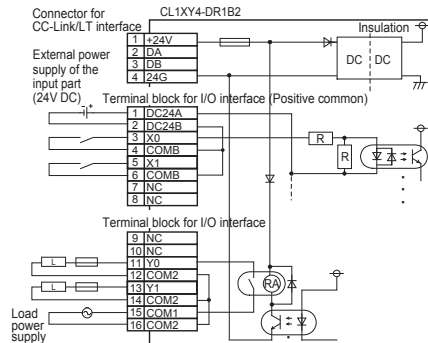 CL1XY4-DR1B2
Connector for
CC-Link/LT interface
Insulation
1 +24V
2 DA
3 DB
4 24G
DC DC
External power
supply of the
input part
(24V DC)
Terminal block for I/O interface (Positive common)
1 DC24A
2 DC24B
3 X0
4 COMB
5 X1
6 COMB
7 NC
8 NC
R
R
Terminal block for I/O interface
9 NC
10 NC
11 Y0
12 COM2
13 Y1
14 COM2
15 COM1
16 COM2
L
L
RA
Load
power
supply